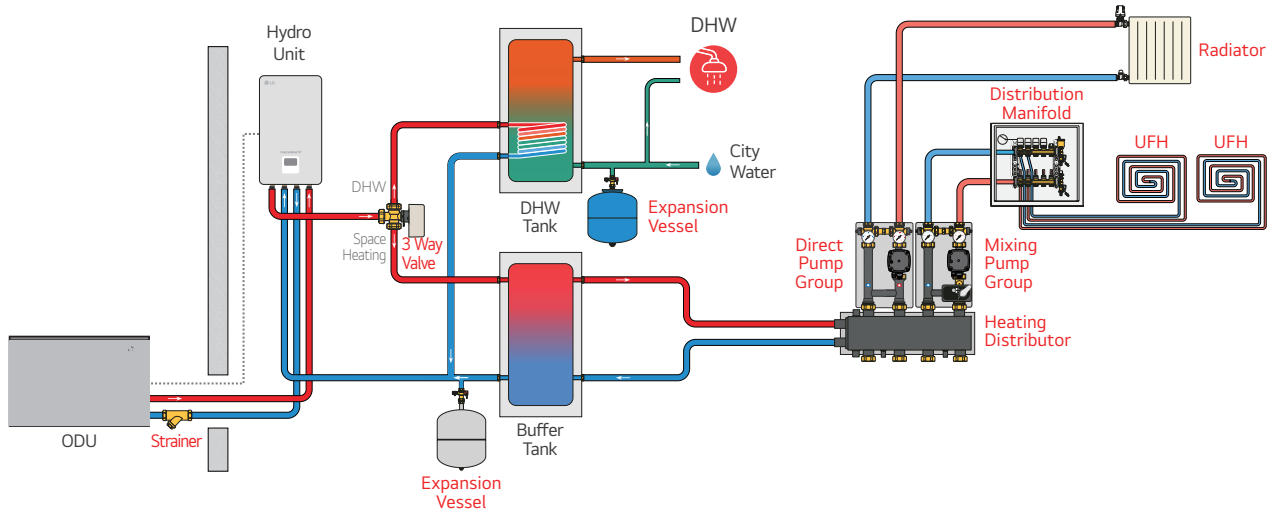 Hydro
Unit
LG
DHW
Radiator
Distribution
Manifold
UFH
UFH
City
Water
DHW
DHW
Tank
Expansion
Vessel
Space
Heating
3 Way
Valve
Direct
Pump
Group
Mixing
Pump
Group
Heating
Distributor
ODU
Strainer
Buffer
Tank
Expansion
Vessel